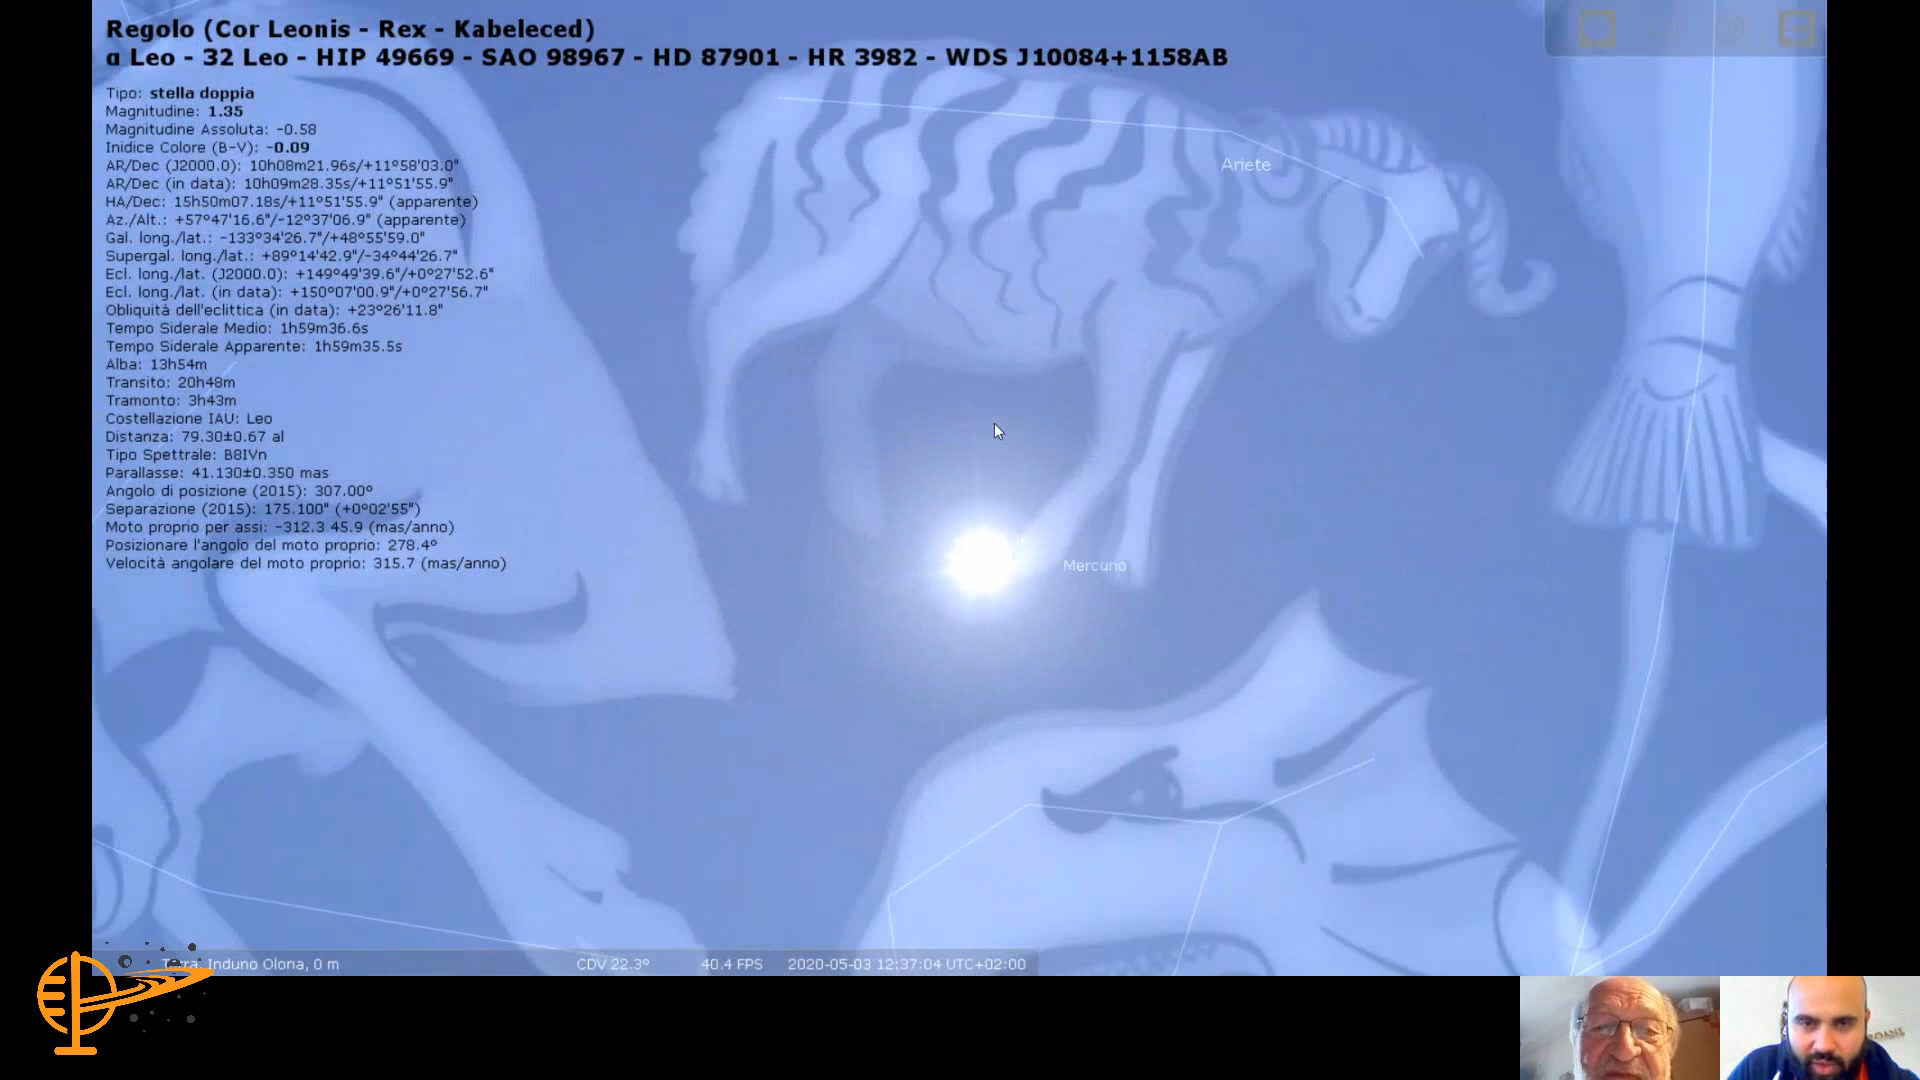 Regolo (Cor Leonis - Rex - Kabeleced)
α Leo - 32 Leo - HIP 49669 - SAO 98967 - HD 87901 - HR 3982 - WDS J10084+1158AB
Tipo: stella doppia
Magnitudine: 1.35
Magnitudine Assoluta: -0.58
Inidice Colore (B-V): -0.09
AR/Dec (J2000.0): 10h08m21.96s/+11°58'03.0"
AR/Dec (in data): 10h09m28.35s/+11°51'55.9"
HA/Dec: 15h50m07.18s/+11°51'55.9" (apparente)
Az./Alt.: +57°47'16.6"/-12°37'06.9" (apparente)
Gal. long./lat.: -133°34'26.7"/+48°55'59.0"
Supergal. long./lat.: +89°14'42.9"/-34°44'26.7"
Ecl. long./lat. (J2000.0): +149°49'39.6"/+0°27'52.6"
Ecl. long./lat. (in data): +150°07'00.9"/+0°27'56.7"
Obliquità dell'eclittica (in data): +23°26'11.8"
Tempo Siderale Medio: 1h59m36.6s
Tempo Siderale Apparente: 1h59m35.5s
Alba: 13h54m
Transito: 20h48m
Tramonto: 3h43m
Costellazione IAU: Leo
Distanza: 79.30±0.67 al
Tipo Spettrale: B8IVn
Parallasse: 41.130±0.350 mas
Angolo di posizione (2015): 307.00°
Separazione (2015): 175.100" (+0°02'55")
Moto proprio per assi: -312.3 45.9 (mas/anno)
Posizionare l'angolo del moto proprio: 278.4°
Velocità angolare del moto proprio: 315.7 (mas/anno)
Ariete
Mercurio
Terra, Induno Olona, 0 m
CDV 22.3°
40.4 FPS
2020-05-03 12:37:04 UTC+02:00